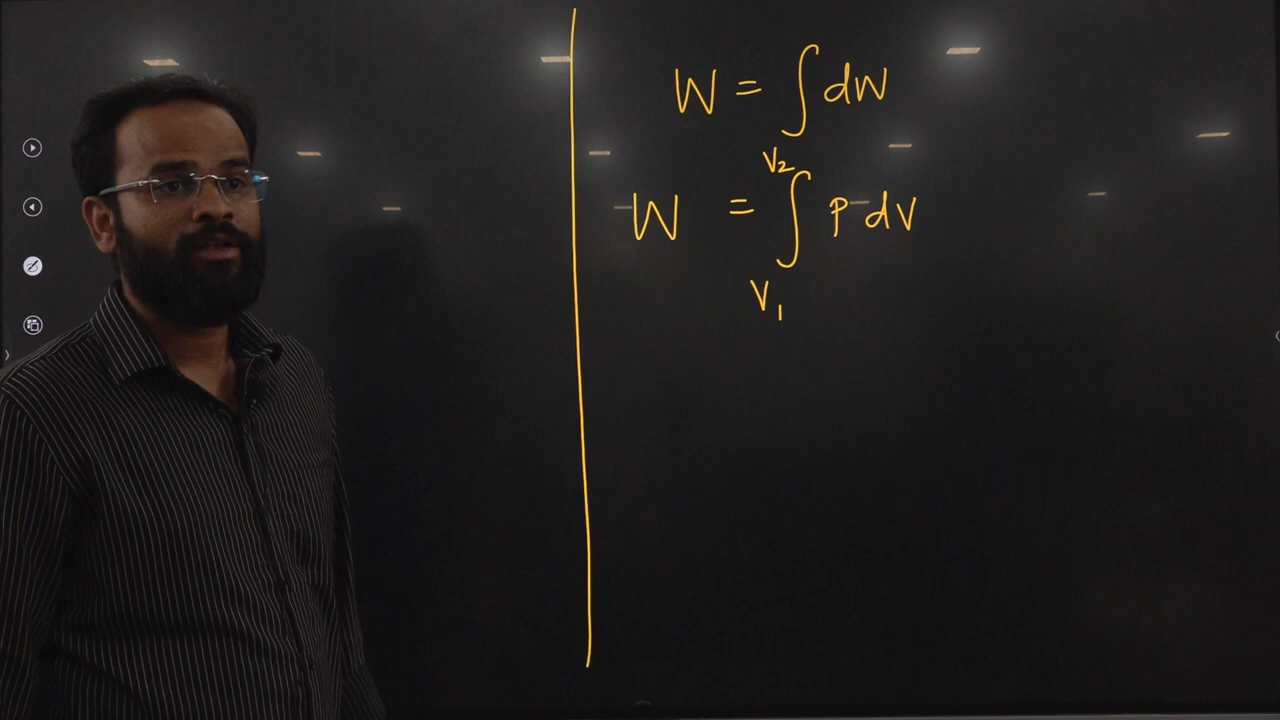 W = ∫ dW
W = ∫_{V₁}^{V₂} P dV